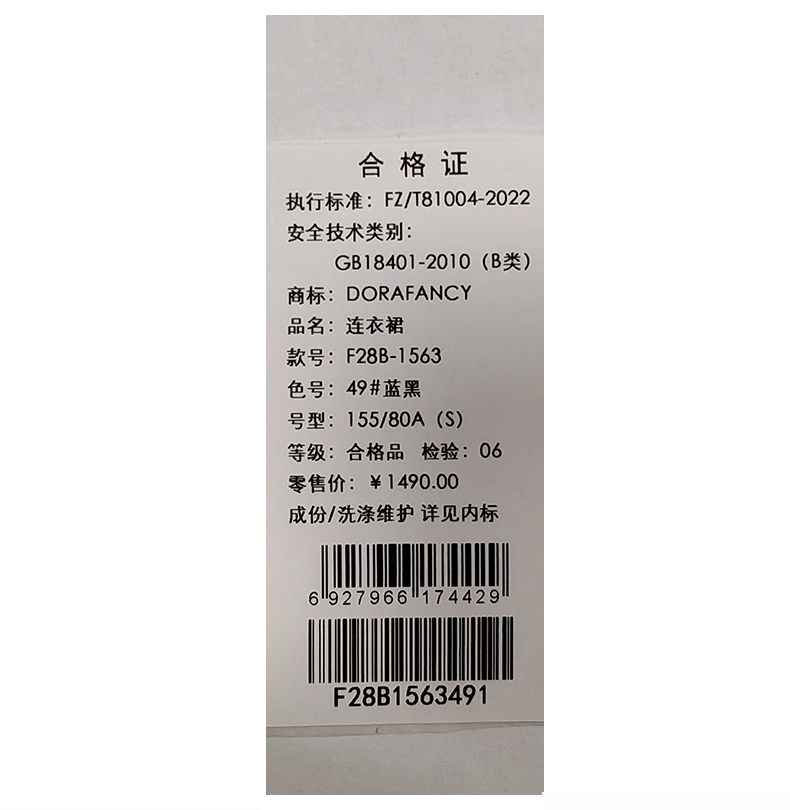 合格证
执行标准：FZ/T81004-2022
安全技术类别：
GB18401-2010（B类）
商标：DORAFANCY
品名：连衣裙
款号：F28B-1563
色号：49#蓝黑
号型：155/80A（S）
等级：合格品 检验：06
零售价：￥1490.00
成份/洗涤维护 详见内标
6 927966 174429
F28B1563491